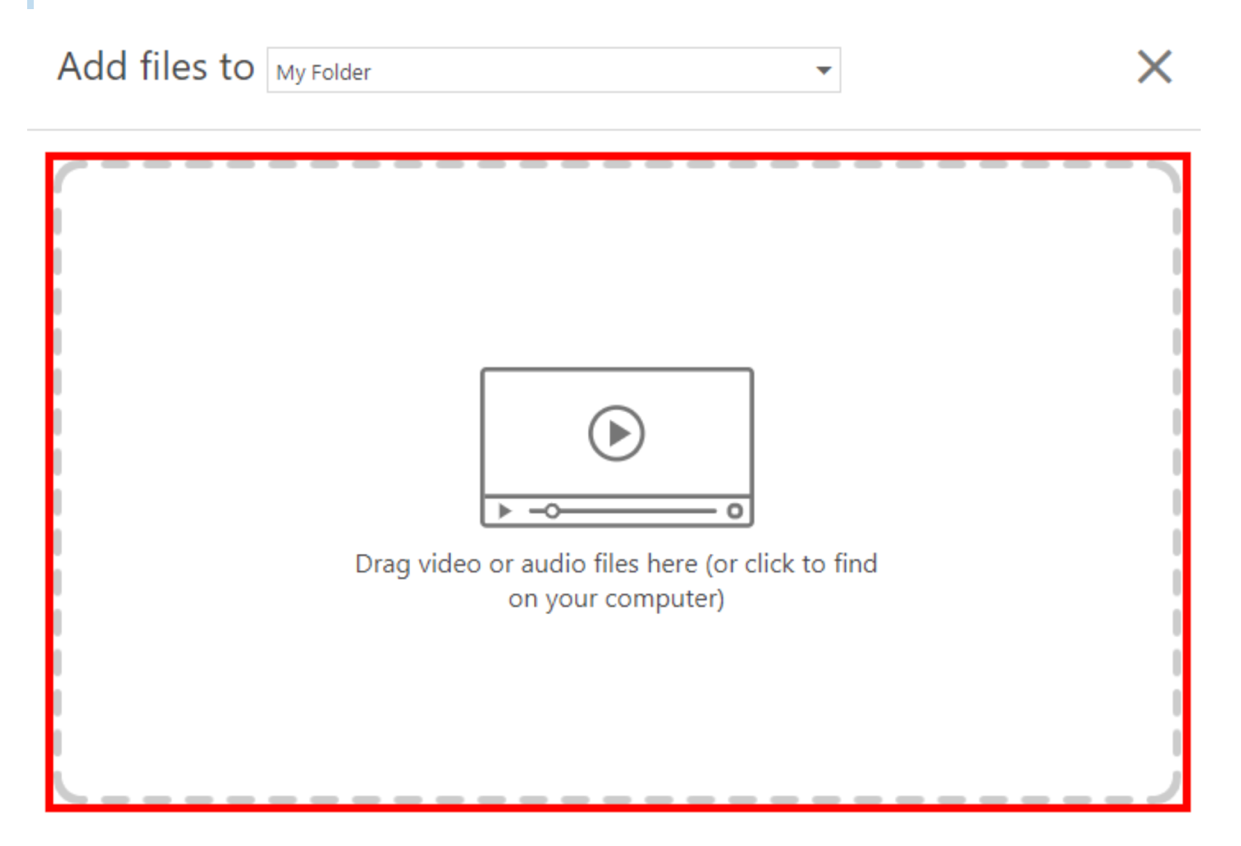 Add files to My Folder
Drag video or audio files here (or click to find
on your computer)